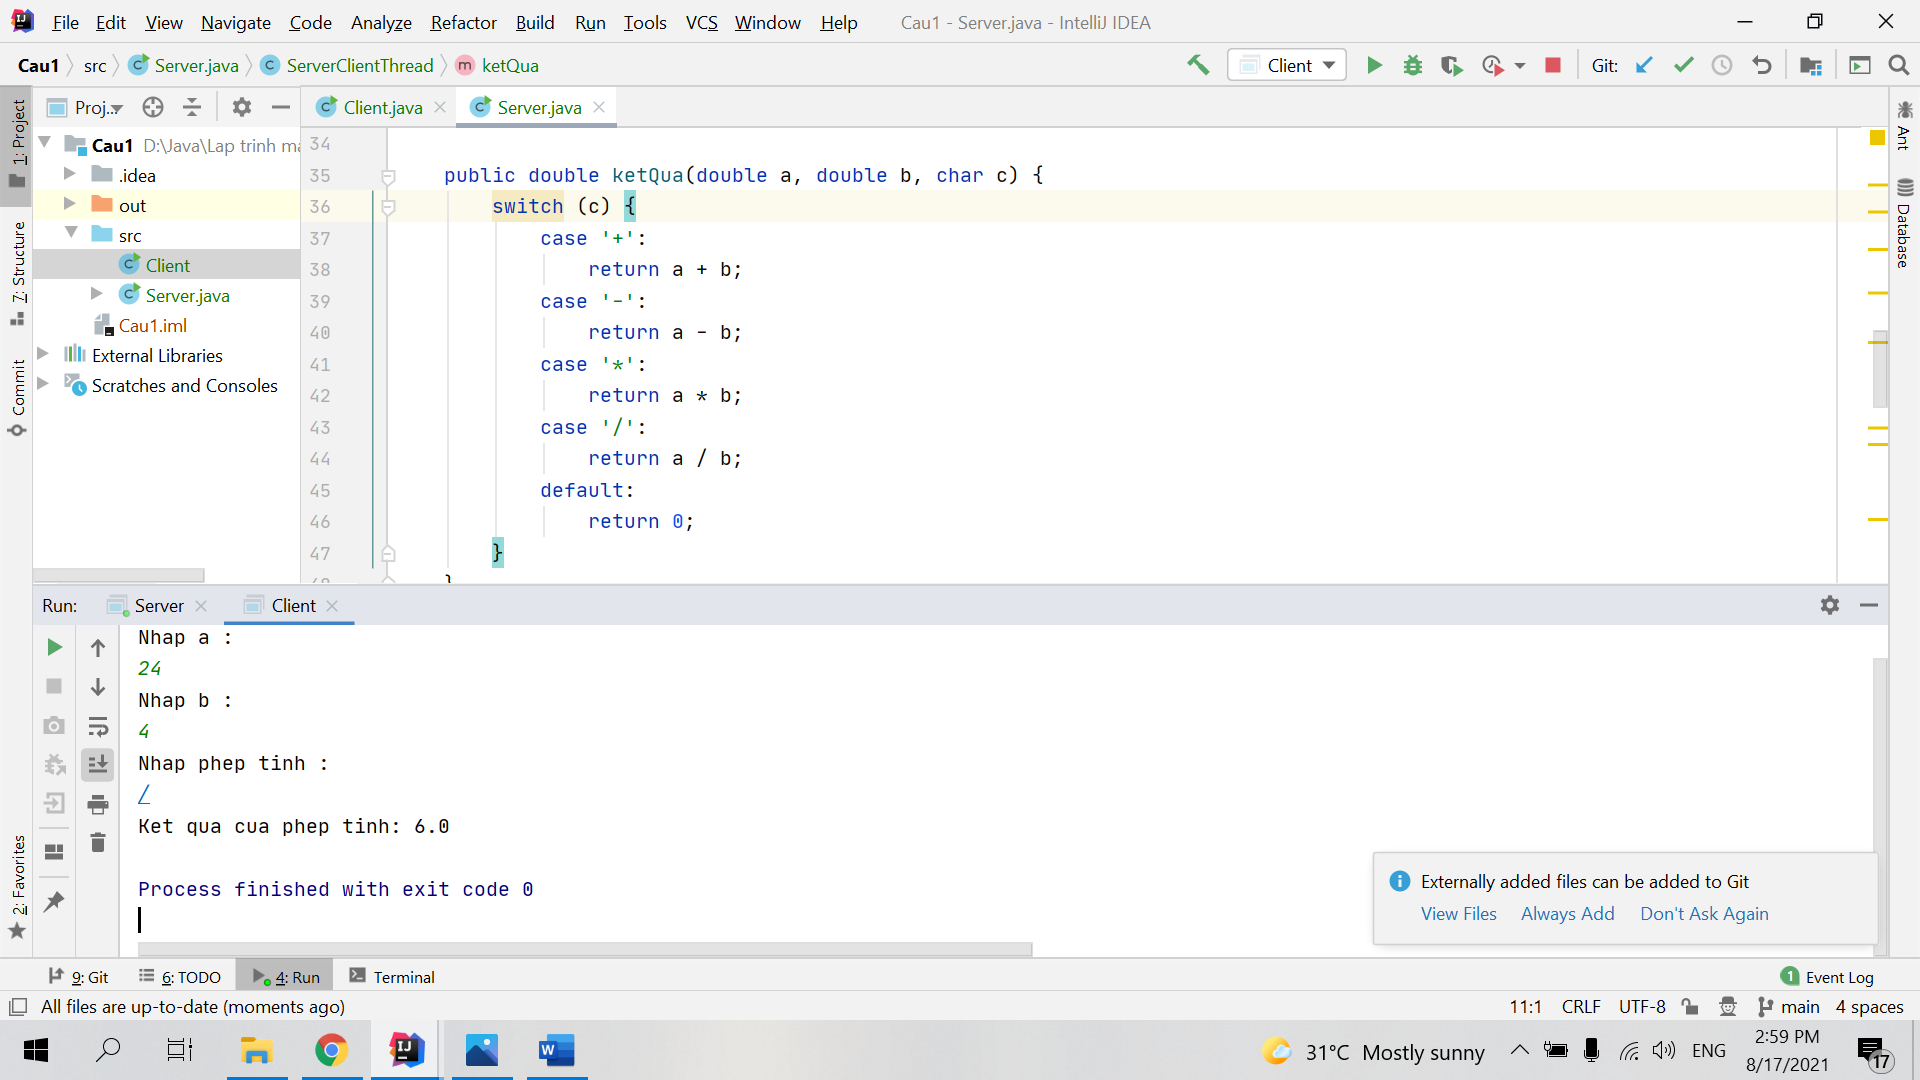 File Edit View Navigate Code Analyze Refactor Build Run Tools VCS Window Help Cau1 - Server.java - IntelliJ IDEA
Cau1 src Server.java ServerClientThread ketQua Client Git:
1: Project
7: Structure
Commit
2: Favorites
Proj...
Cau1 D:\Java\Lap trinh ma
.idea
out
src
Client
Server.java
Cau1.iml
External Libraries
Scratches and Consoles
Client.java Server.java
34
35 public double ketQua(double a, double b, char c) {
36 switch (c) {
37 case '+':
38 return a + b;
39 case '-':
40 return a - b;
41 case '*':
42 return a * b;
43 case '/':
44 return a / b;
45 default:
46 return 0;
47 }
48 }
Ant
Database
Run: Server Client
Nhap a :
24
Nhap b :
4
Nhap phep tinh :
/
Ket qua cua phep tinh: 6.0
Process finished with exit code 0
Externally added files can be added to Git
View Files Always Add Don't Ask Again
9: Git 6: TODO 4: Run Terminal 1 Event Log
All files are up-to-date (moments ago) 11:1 CRLF UTF-8 main 4 spaces
31°C Mostly sunny ENG 2:59 PM
8/17/2021 17